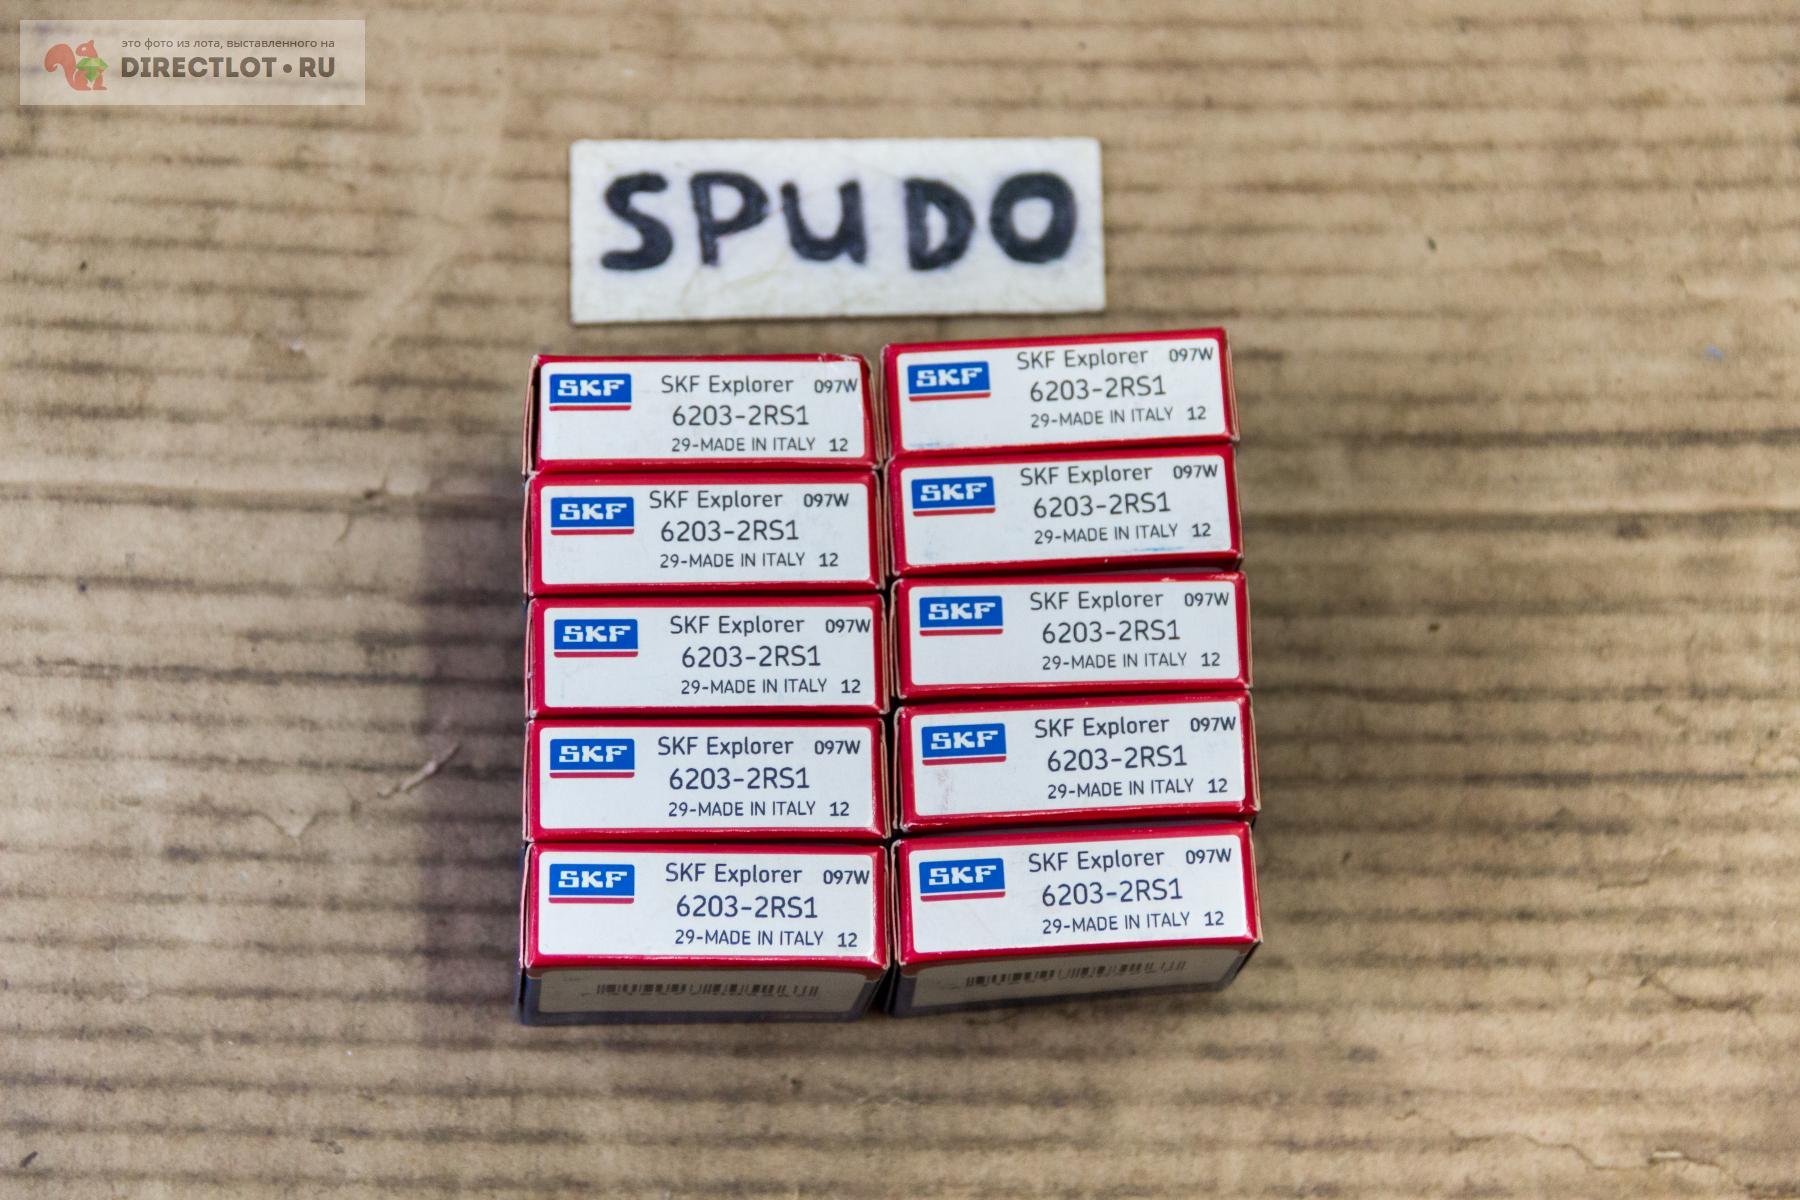 это фото из лота, выставленного на
DIRECTLOT•RU
SPUDO
SKF SKF Explorer 097W
6203-2RS1
29-MADE IN ITALY 12
SKF SKF Explorer 097W
6203-2RS1
29-MADE IN ITALY 12
SKF SKF Explorer 097W
6203-2RS1
29-MADE IN ITALY 12
SKF SKF Explorer 097W
6203-2RS1
29-MADE IN ITALY 12
SKF SKF Explorer 097W
6203-2RS1
29-MADE IN ITALY 12
SKF SKF Explorer 097W
6203-2RS1
29-MADE IN ITALY 12
SKF SKF Explorer 097W
6203-2RS1
29-MADE IN ITALY 12
SKF SKF Explorer 097W
6203-2RS1
29-MADE IN ITALY 12
SKF SKF Explorer 097W
6203-2RS1
29-MADE IN ITALY 12
SKF SKF Explorer 097W
6203-2RS1
29-MADE IN ITALY 12